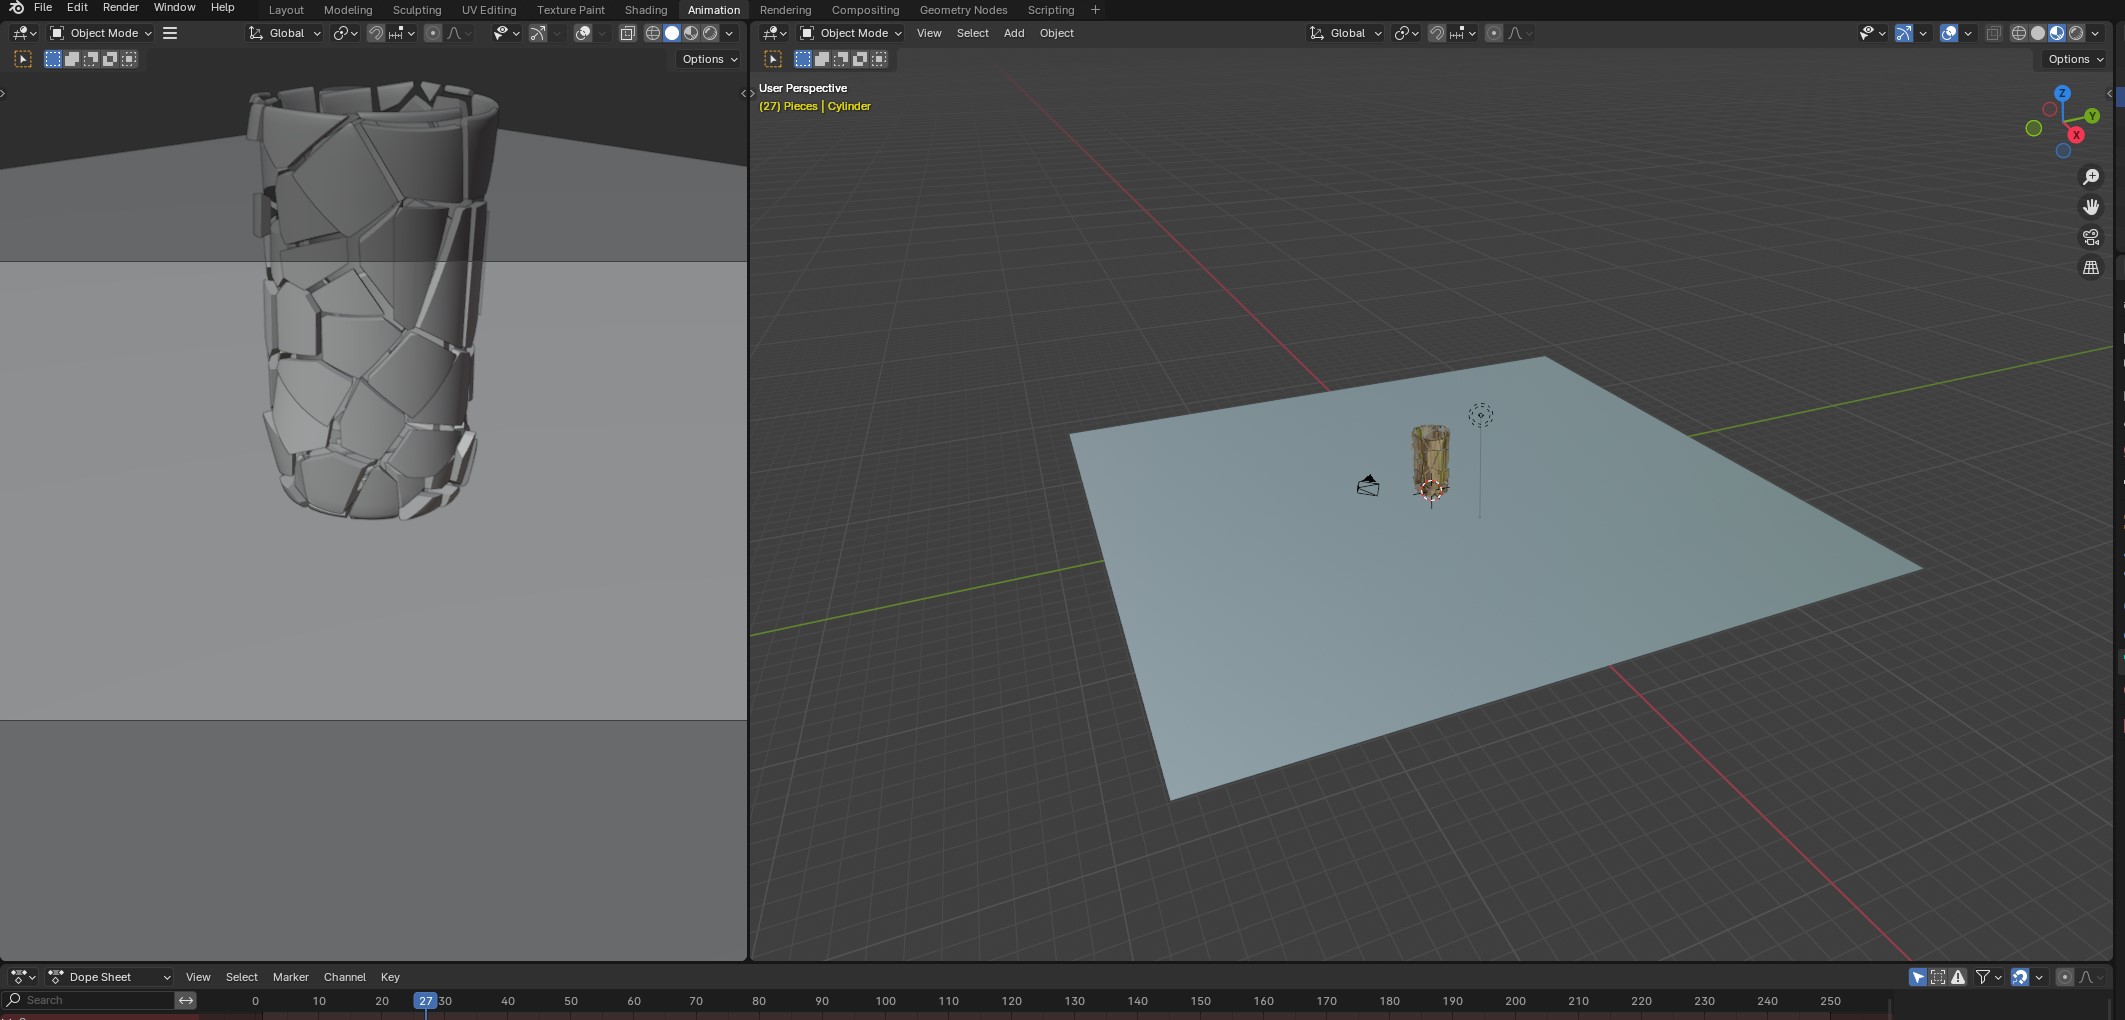 File Edit Render Window Help Layout Modeling Sculpting UV Editing Texture Paint Shading Animation Rendering Compositing Geometry Nodes Scripting +
Object Mode Global
Object Mode View Select Add Object Global
Options
Options
User Perspective
(27) Pieces | Cylinder
Z
Y
X
Dope Sheet View Select Marker Channel Key
Search 0 10 20 27 30 40 50 60 70 80 90 100 110 120 130 140 150 160 170 180 190 200 210 220 230 240 250